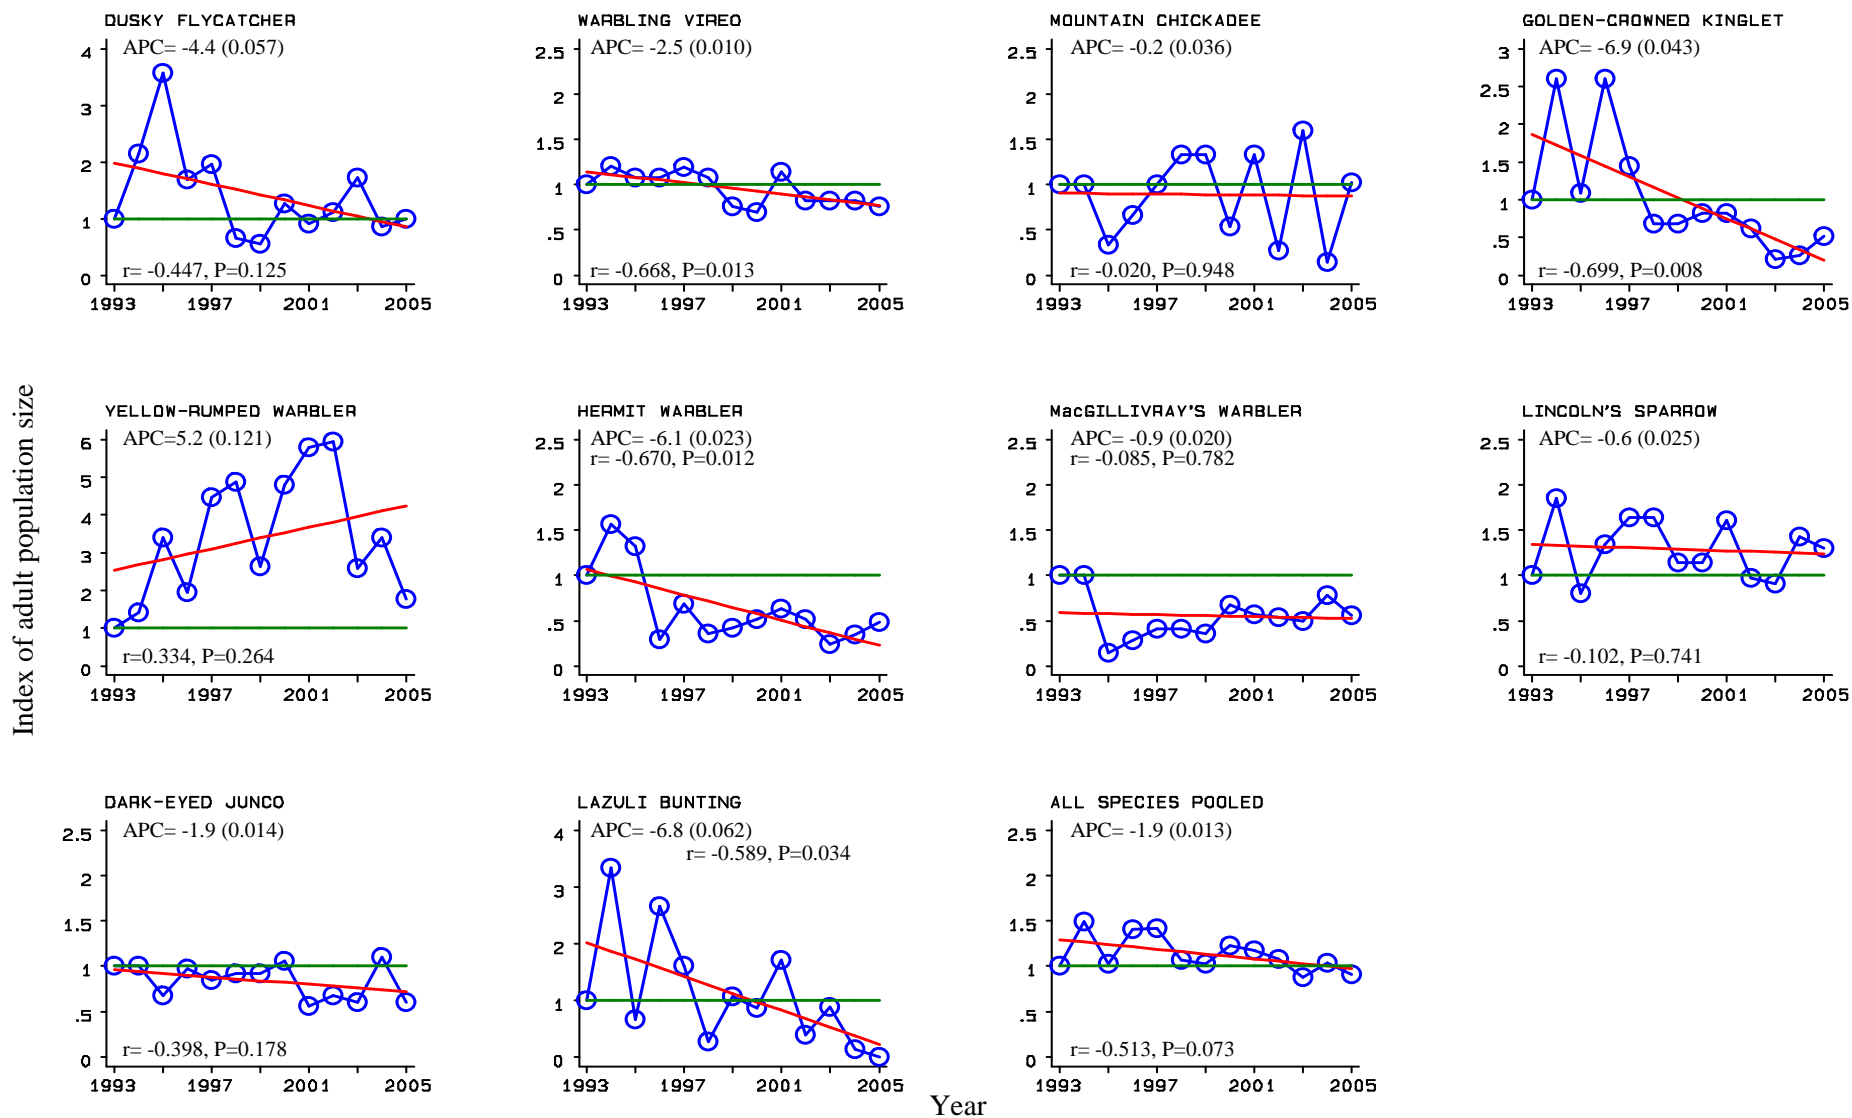 DUSKY FLYCATCHER
APC= -4.4 (0.057)
4
3
2
1
0
r= -0.447, P=0.125
1993 1997 2001 2005
WARBLING VIREO
APC= -2.5 (0.010)
2.5
2
1.5
1
.5
0
r= -0.668, P=0.013
1993 1997 2001 2005
MOUNTAIN CHICKADEE
APC= -0.2 (0.036)
2.5
2
1.5
1
.5
0
r= -0.020, P=0.948
1993 1997 2001 2005
GOLDEN-CROWNED KINGLET
APC= -6.9 (0.043)
3
2.5
2
1.5
1
.5
0
r= -0.699, P=0.008
1993 1997 2001 2005
Index of adult population size
YELLOW-RUMPED WARBLER
APC=5.2 (0.121)
6
5
4
3
2
1
0
r=0.334, P=0.264
1993 1997 2001 2005
HERMIT WARBLER
APC= -6.1 (0.023)
r= -0.670, P=0.012
2.5
2
1.5
1
.5
0
1993 1997 2001 2005
MacGILLIVRAY'S WARBLER
APC= -0.9 (0.020)
r= -0.085, P=0.782
2.5
2
1.5
1
.5
0
1993 1997 2001 2005
LINCOLN'S SPARROW
APC= -0.6 (0.025)
2.5
2
1.5
1
.5
0
r= -0.102, P=0.741
1993 1997 2001 2005
DARK-EYED JUNCO
APC= -1.9 (0.014)
2.5
2
1.5
1
.5
0
r= -0.398, P=0.178
1993 1997 2001 2005
LAZULI BUNTING
APC= -6.8 (0.062)
r= -0.589, P=0.034
4
3
2
1
0
1993 1997 2001 2005
ALL SPECIES POOLED
APC= -1.9 (0.013)
2.5
2
1.5
1
.5
0
r= -0.513, P=0.073
1993 1997 2001 2005
Year